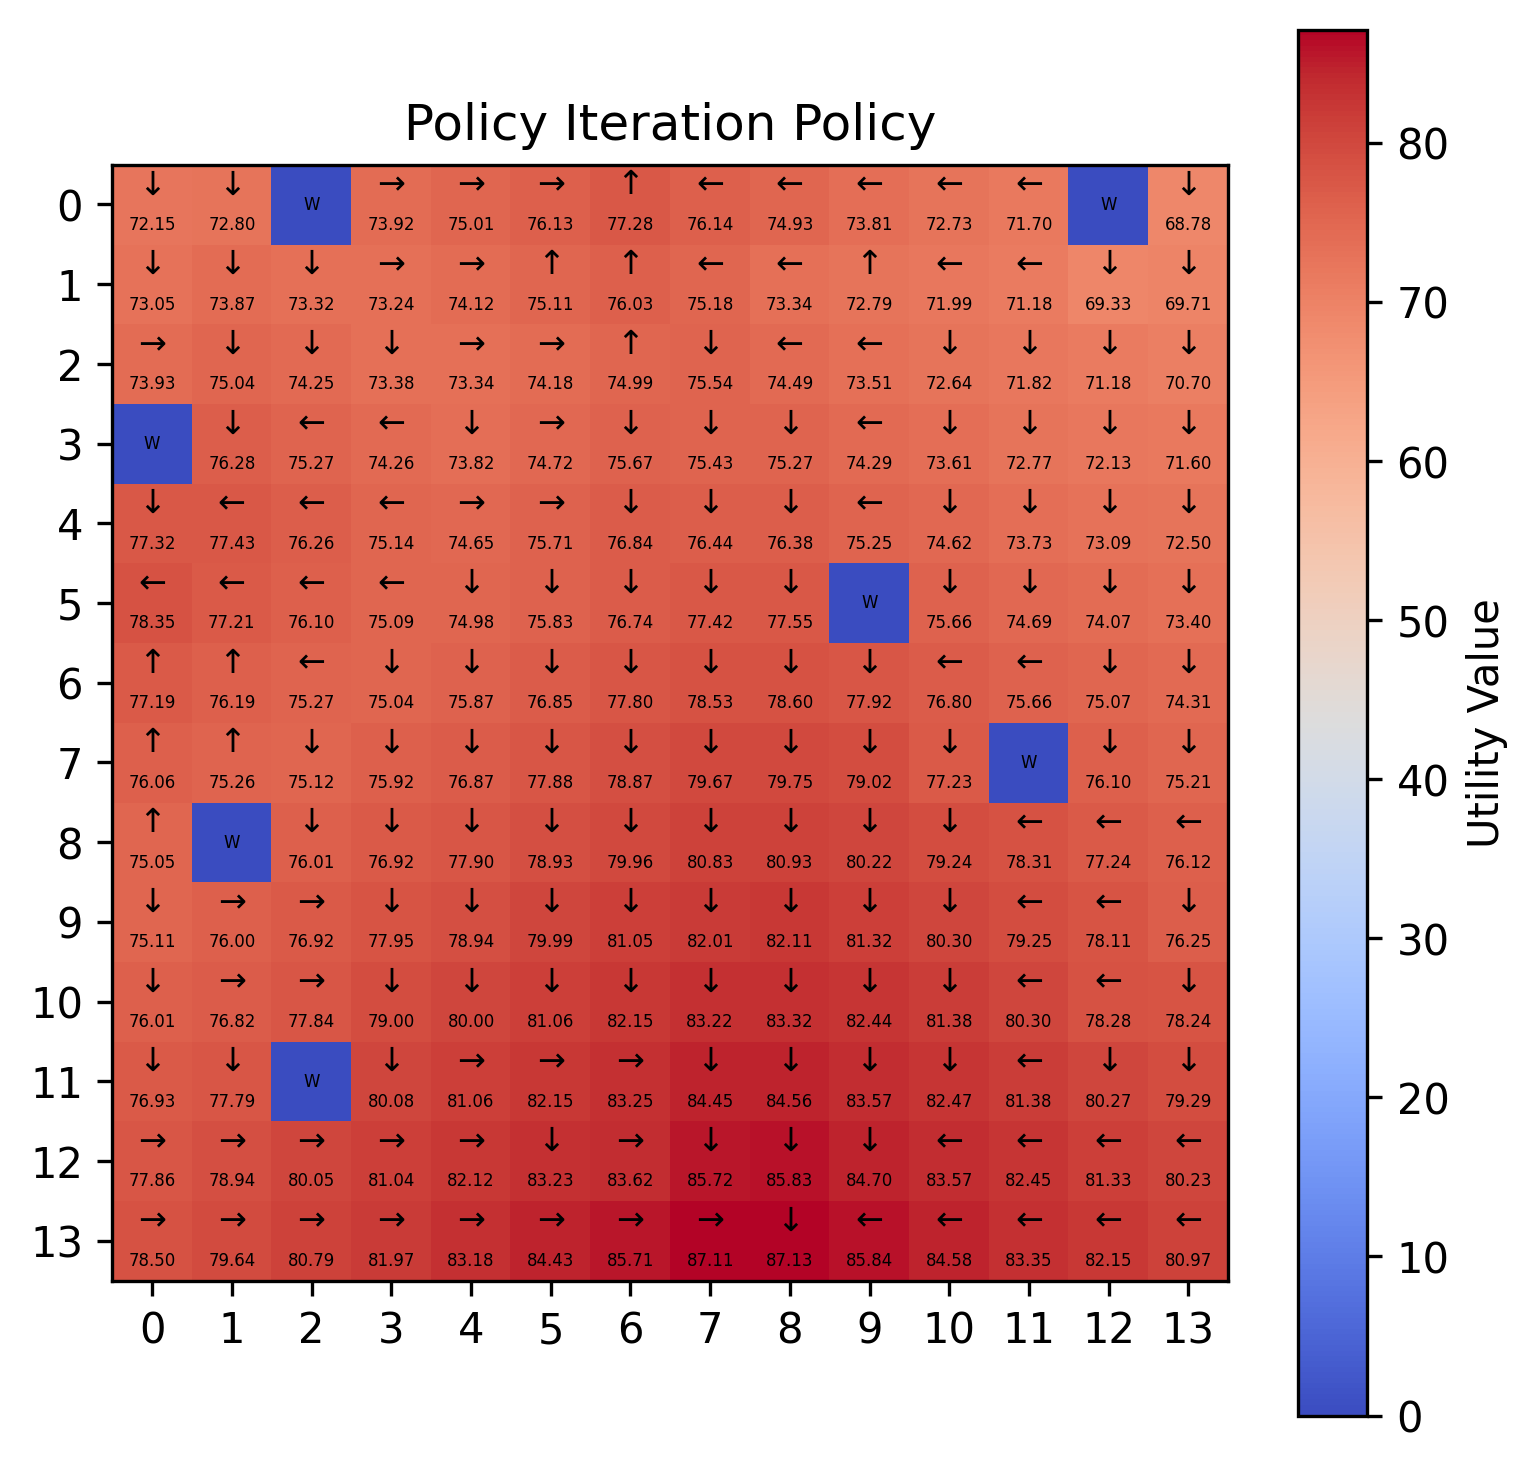 Policy Iteration Policy
0 ↓ ↓ W → → → ↑ ← ← ← ← ← W ↓
72.15 72.80 73.92 75.01 76.13 77.28 76.14 74.93 73.81 72.73 71.70 68.78
1 ↓ ↓ ↓ → → ↑ ↑ ← ← ↑ ← ← ↓ ↓
73.05 73.87 73.32 73.24 74.12 75.11 76.03 75.18 73.34 72.79 71.99 71.18 69.33 69.71
2 → ↓ ↓ ↓ → → ↑ ↓ ← ← ↓ ↓ ↓ ↓
73.93 75.04 74.25 73.38 73.34 74.18 74.99 75.54 74.49 73.51 72.64 71.82 71.18 70.70
3 W ↓ ← ← ↓ → ↓ ↓ ↓ ← ↓ ↓ ↓ ↓
76.28 75.27 74.26 73.82 74.72 75.67 75.43 75.27 74.29 73.61 72.77 72.13 71.60
4 ↓ ← ← ← → → ↓ ↓ ↓ ← ↓ ↓ ↓ ↓
77.32 77.43 76.26 75.14 74.65 75.71 76.84 76.44 76.38 75.25 74.62 73.73 73.09 72.50
5 ← ← ← ← ↓ ↓ ↓ ↓ ↓ W ↓ ↓ ↓ ↓
78.35 77.21 76.10 75.09 74.98 75.83 76.74 77.42 77.55 75.66 74.69 74.07 73.40
6 ↑ ↑ ← ↓ ↓ ↓ ↓ ↓ ↓ ↓ ← ← ↓ ↓
77.19 76.19 75.27 75.04 75.87 76.85 77.80 78.53 78.60 77.92 76.80 75.66 75.07 74.31
7 ↑ ↑ ↓ ↓ ↓ ↓ ↓ ↓ ↓ ↓ ↓ W ↓ ↓
76.06 75.26 75.12 75.92 76.87 77.88 78.87 79.67 79.75 79.02 77.23 76.10 75.21
8 ↑ W ↓ ↓ ↓ ↓ ↓ ↓ ↓ ↓ ↓ ← ← ←
75.05 76.01 76.92 77.90 78.93 79.96 80.83 80.93 80.22 79.24 78.31 77.24 76.12
9 ↓ → → ↓ ↓ ↓ ↓ ↓ ↓ ↓ ↓ ← ← ↓
75.11 76.00 76.92 77.95 78.94 79.99 81.05 82.01 82.11 81.32 80.30 79.25 78.11 76.25
10 ↓ → → ↓ ↓ ↓ ↓ ↓ ↓ ↓ ↓ ← ← ↓
76.01 76.82 77.84 79.00 80.00 81.06 82.15 83.22 83.32 82.44 81.38 80.30 78.28 78.24
11 ↓ ↓ W ↓ → → → ↓ ↓ ↓ ↓ ← ↓ ↓
76.93 77.79 80.08 81.06 82.15 83.25 84.45 84.56 83.57 82.47 81.38 80.27 79.29
12 → → → → → ↓ → ↓ ↓ ↓ ← ← ← ←
77.86 78.94 80.05 81.04 82.12 83.23 83.62 85.72 85.83 84.70 83.57 82.45 81.33 80.23
13 → → → → → → → → ↓ ← ← ← ← ←
78.50 79.64 80.79 81.97 83.18 84.43 85.71 87.11 87.13 85.84 84.58 83.35 82.15 80.97
0 1 2 3 4 5 6 7 8 9 10 11 12 13
80
70
60
50
40
30
20
10
0
Utility Value